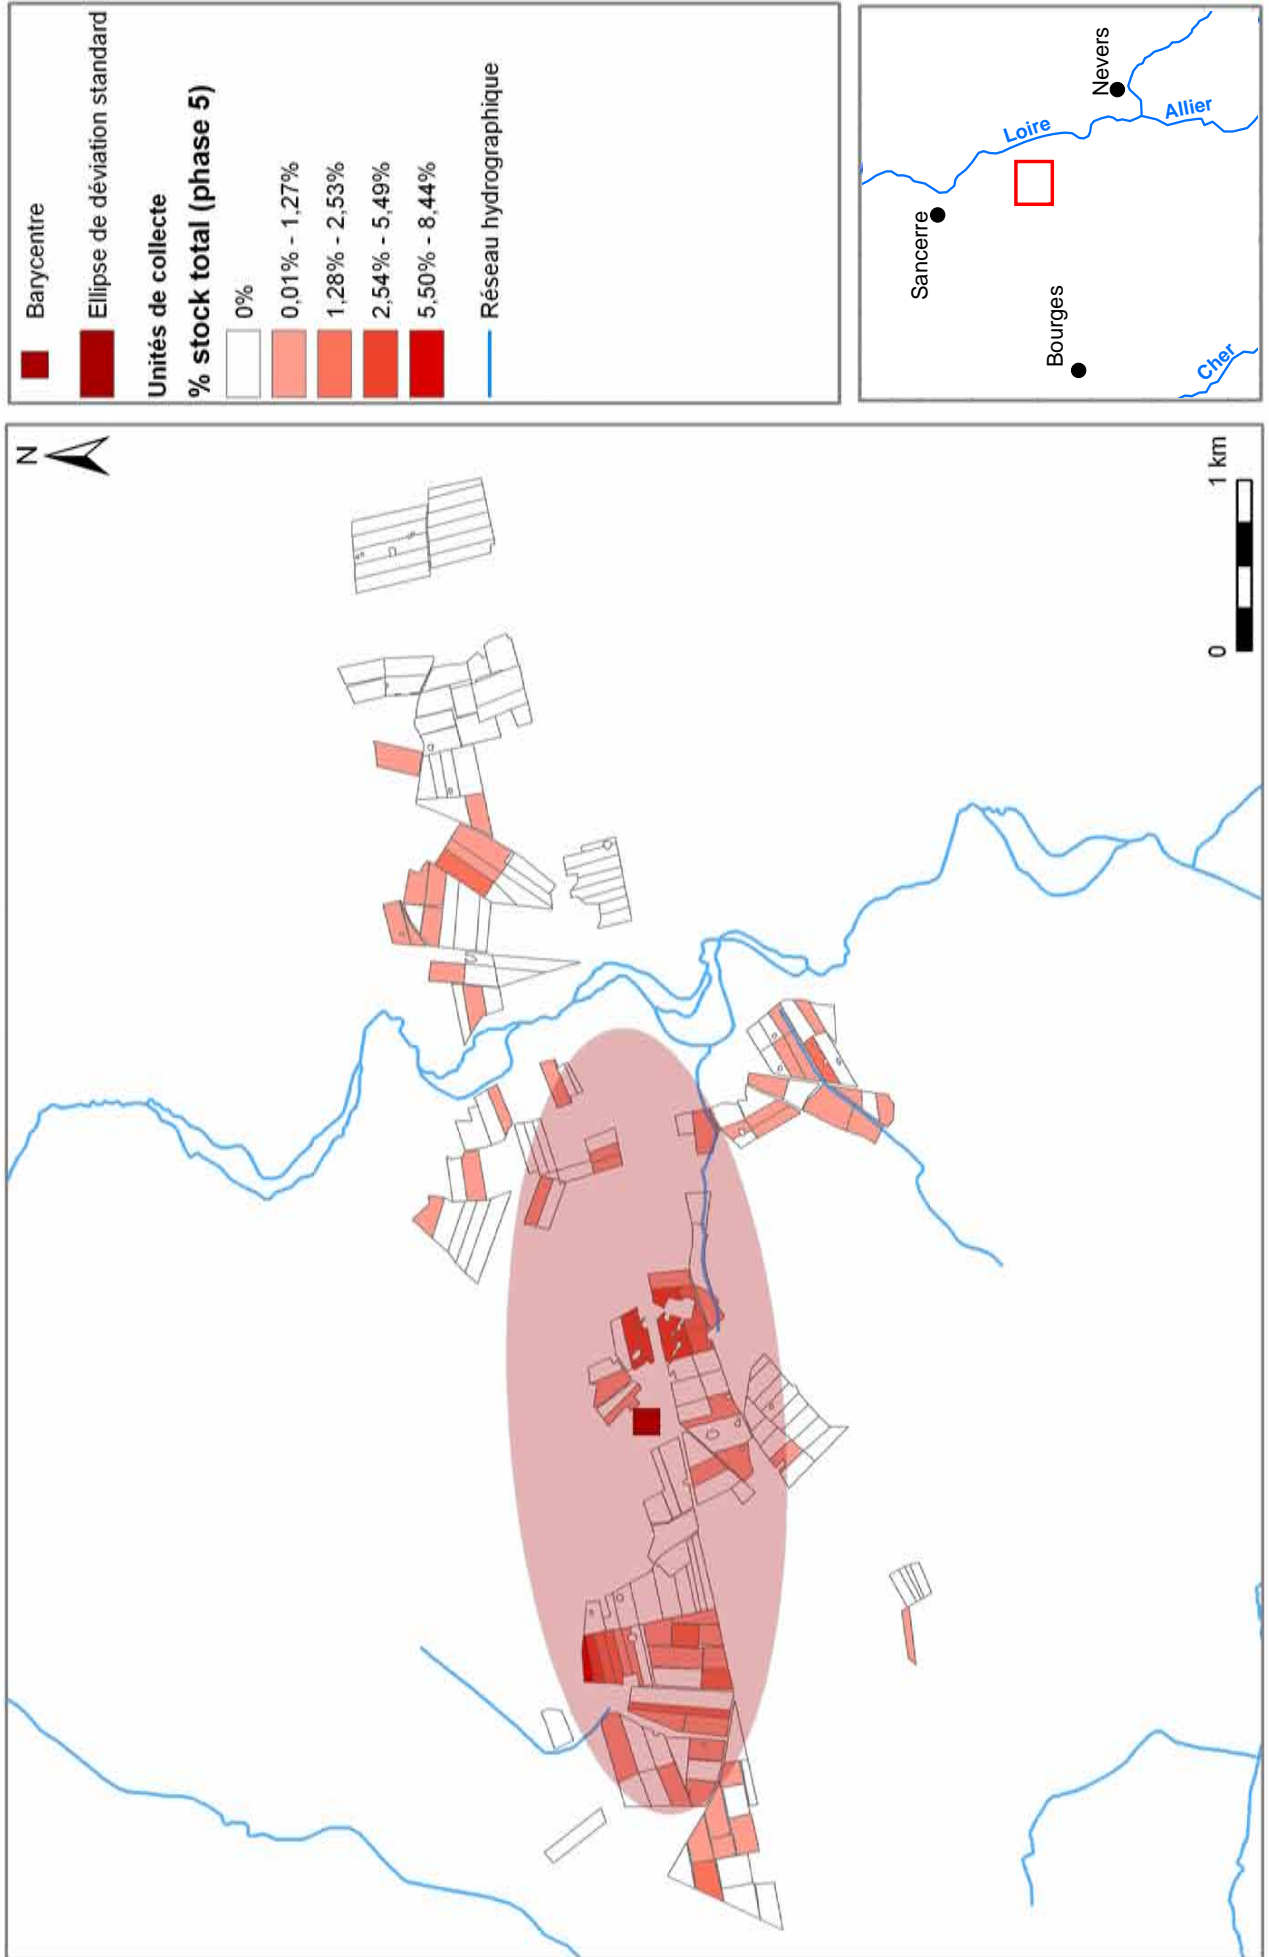 N
0
1 km
Barycentre
Ellipse de déviation standard
Unités de collecte
% stock total (phase 5)
0%
0,01% - 1,27%
1,28% - 2,53%
2,54% - 5,49%
5,50% - 8,44%
Réseau hydrographique
Sancerre
Bourges
Nevers
Loire
Allier
Cher